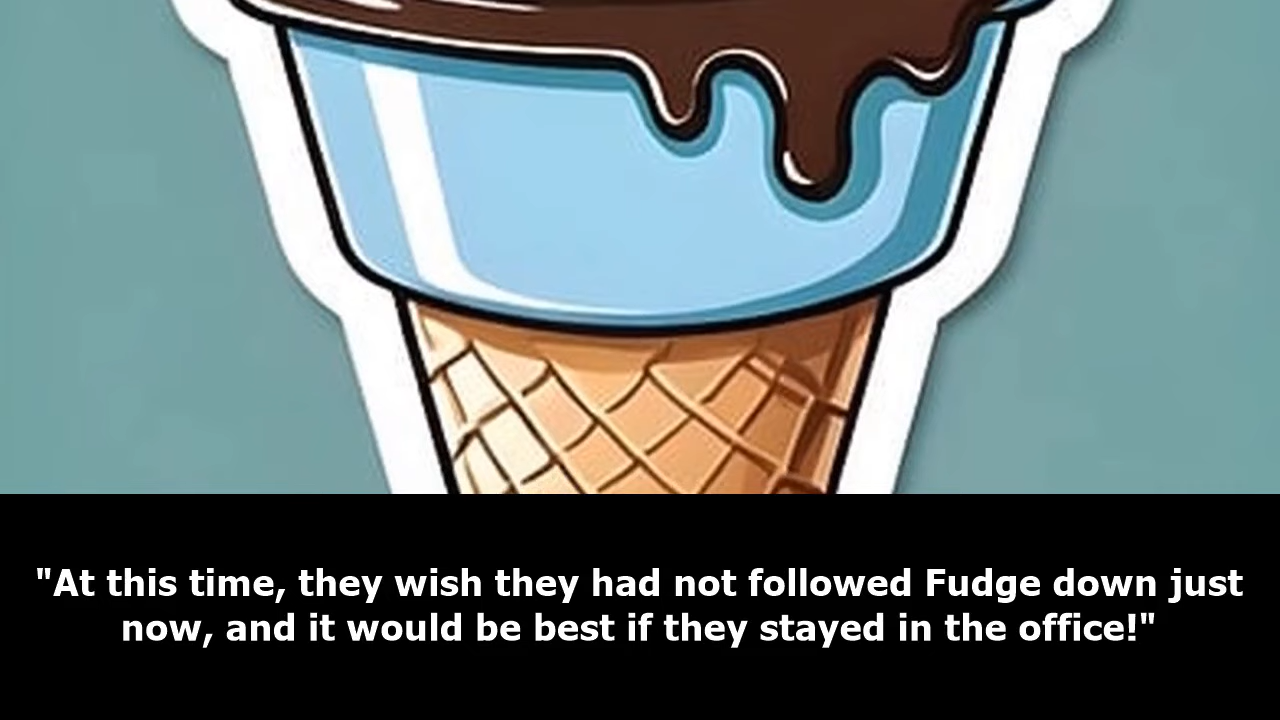 "At this time, they wish they had not followed Fudge down just
now, and it would be best if they stayed in the office!"